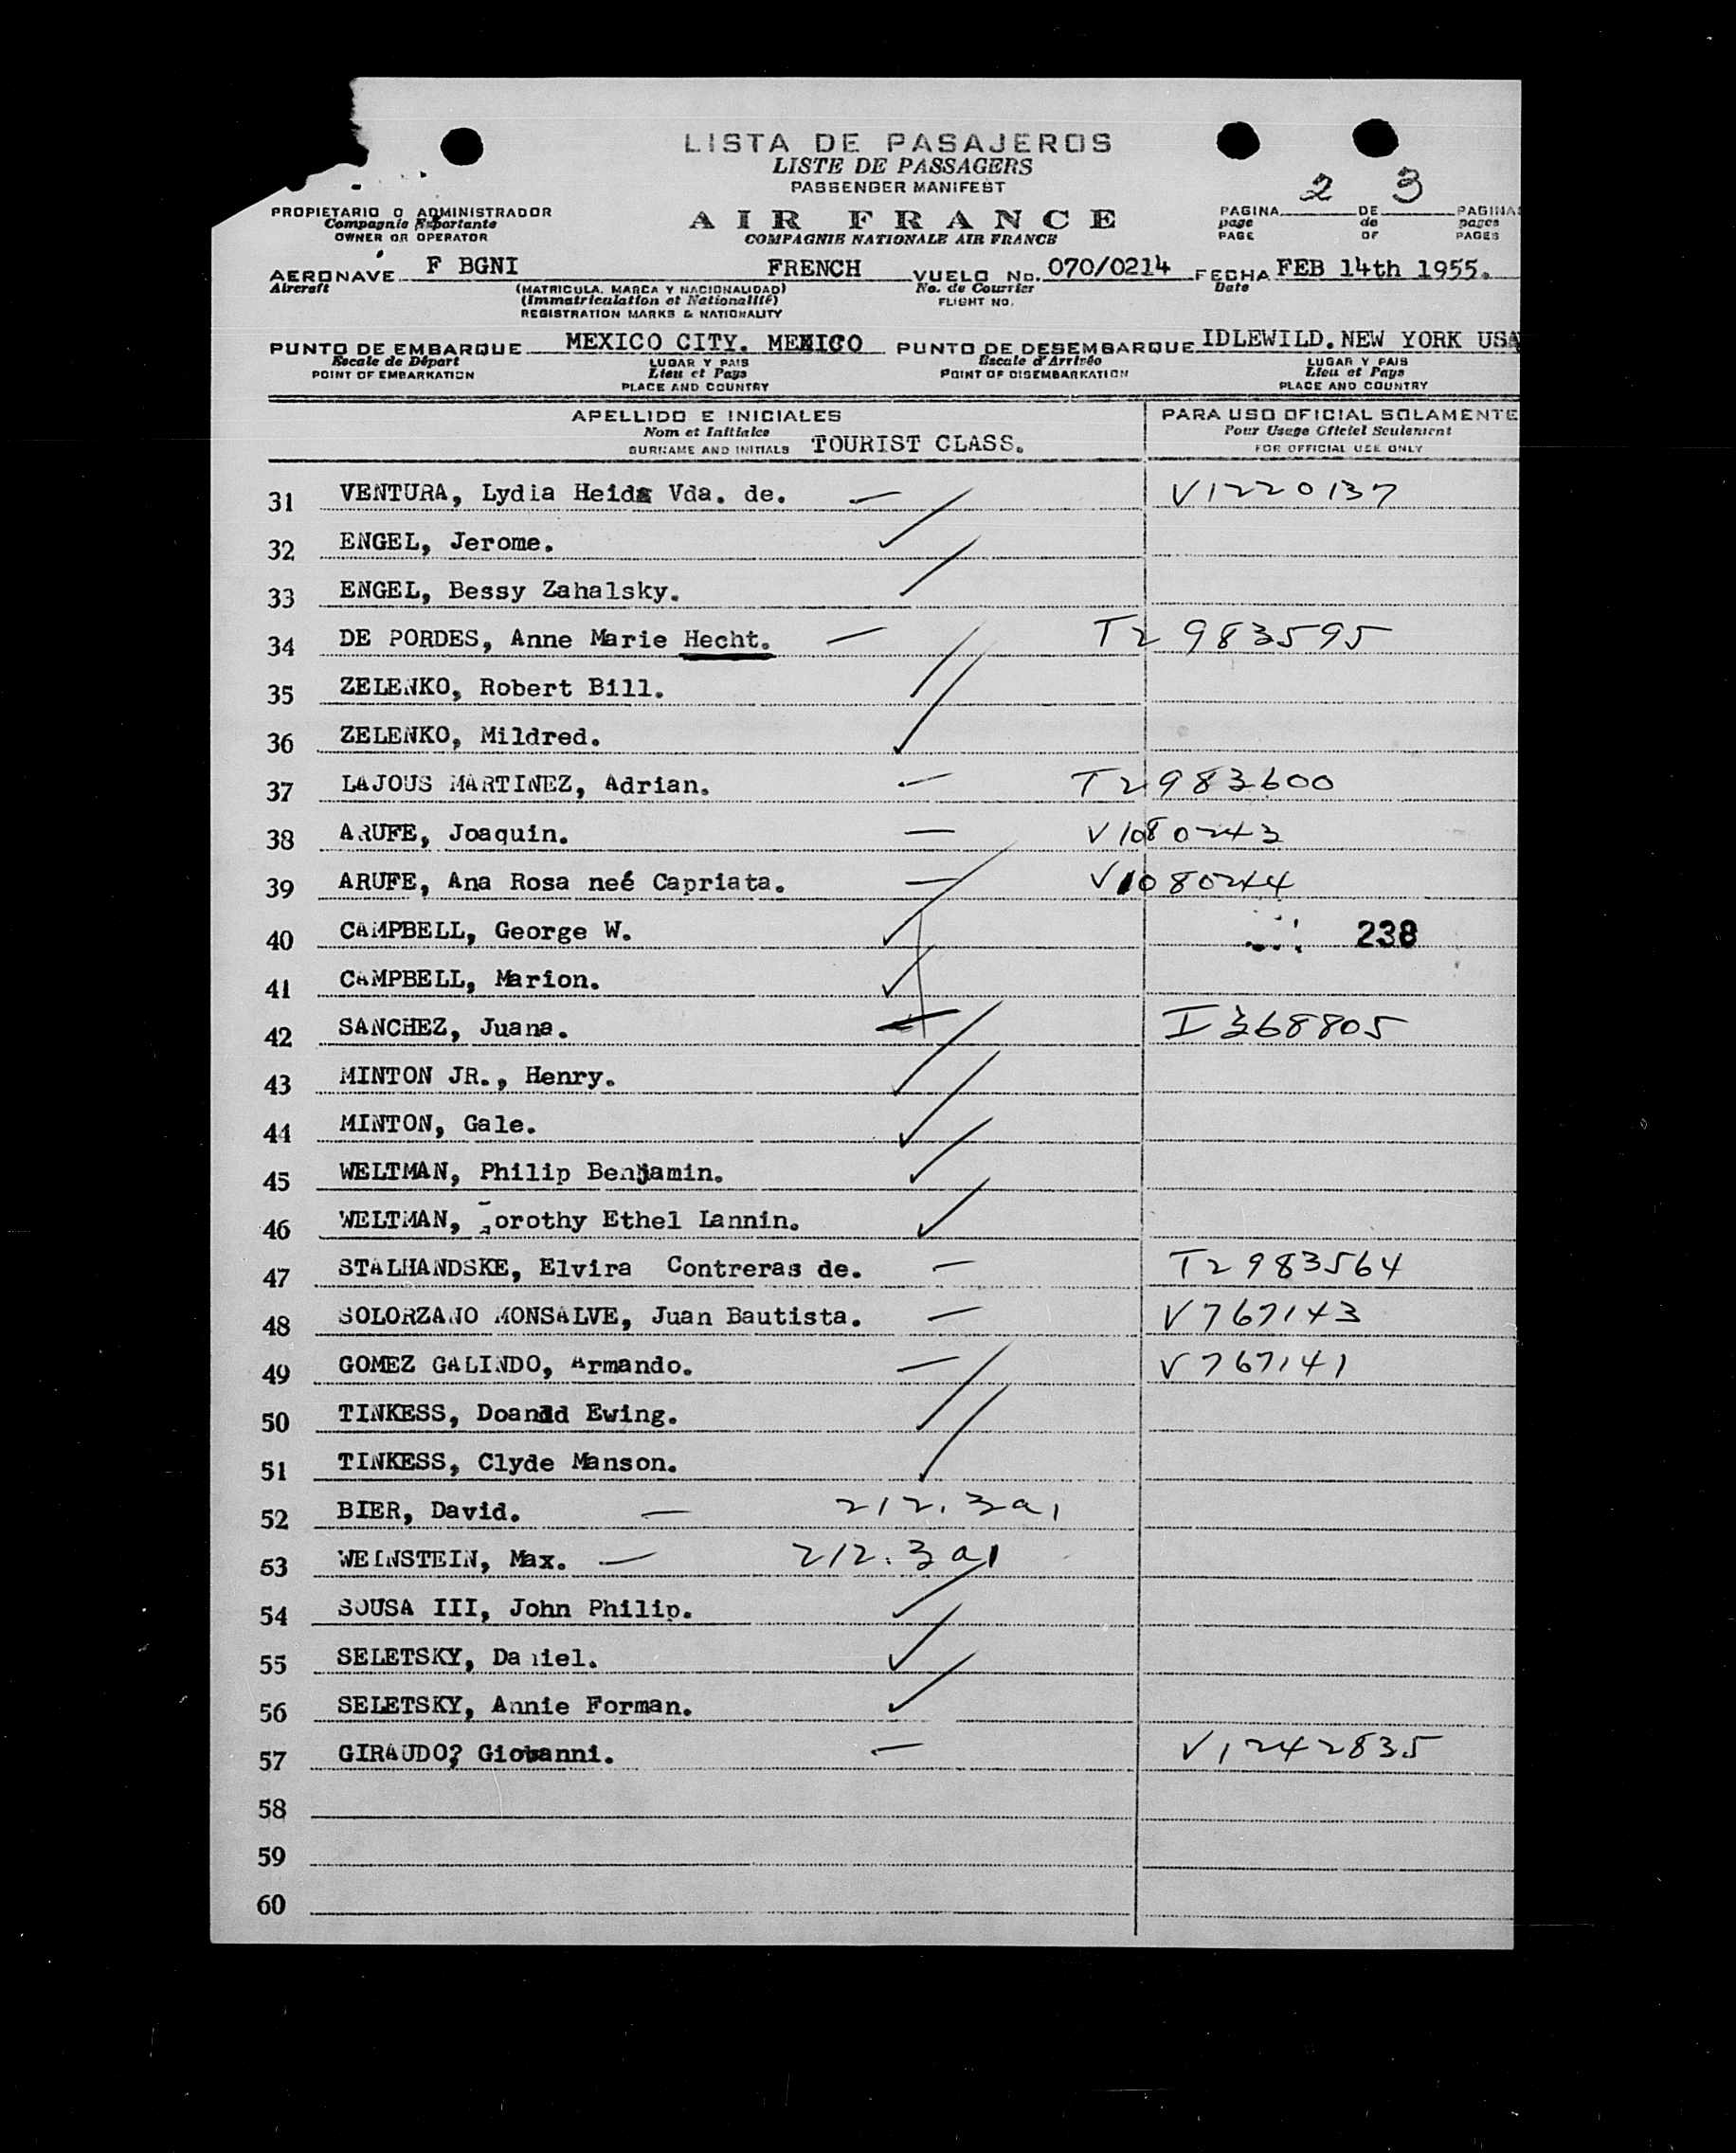 LISTA DE PASAJEROS
LISTE DE PASSAGERS
PASSENGER MANIFEST
2 3
PROPIETARIO O ADMINISTRADOR
Compagnie Exportante
OWNER OR OPERATOR
AIR FRANCE
COMPAGNIE NATIONALE AIR FRANCE
PAGINA DE PAGINAS
page de pages
PAGE OF PAGES
AERONAVE F BGNI FRENCH VUELO No. 070/0214 FECHA FEB 14th 1955.
Aircraft (MATRICULA, MARCA Y NACIONALIDAD) No. de Courrier Date
(Immatriculation et Nationalité) FLIGHT NO.
REGISTRATION MARKS & NATIONALITY
PUNTO DE EMBARQUE MEXICO CITY. MEXICO PUNTO DE DESEMBARQUE IDLEWILD. NEW YORK USA
Escale de Départ LUGAR Y PAIS Escale d'Arrivée LUGAR Y PAIS
POINT OF EMBARKATION Lieu et Pays POINT OF DISEMBARKATION Lieu et Pays
PLACE AND COUNTRY PLACE AND COUNTRY
APELLIDO E INICIALES PARA USO OFICIAL SOLAMENTE
Nom et Initiales Pour Usage Officiel Seulement
SURNAME AND INITIALS TOURIST CLASS. FOR OFFICIAL USE ONLY
31 VENTURA, Lydia Heida Vda. de. — V1220137
32 ENGEL, Jerome.
33 ENGEL, Bessy Zahalsky.
34 DE PORDES, Anne Marie Hecht. — T2 983595
35 ZELENKO, Robert Bill.
36 ZELENKO, Mildred.
37 LAJOUS MARTINEZ, Adrian. — T2 983600
38 ARUFE, Joaquin. — V1080243
39 ARUFE, Ana Rosa neé Capriata. — V1080244
40 CAMPBELL, George W. 238
41 CAMPBELL, Marion.
42 SANCHEZ, Juana. — I368805
43 MINTON JR., Henry.
44 MINTON, Gale.
45 WELTMAN, Philip Benjamin.
46 WELTMAN, Dorothy Ethel Lannin.
47 STALHANDSKE, Elvira Contreras de. — T2 983564
48 SOLORZANO MONSALVE, Juan Bautista. — V767143
49 GOMEZ GALINDO, Armando. — V767141
50 TINKESS, Doanld Ewing.
51 TINKESS, Clyde Manson.
52 BIER, David. — 212.3a1
53 WEINSTEIN, Max. — 212.3a1
54 SOUSA III, John Philip.
55 SELETSKY, Daniel.
56 SELETSKY, Annie Forman.
57 GIRAUDO? Giovanni. — V1242835
58
59
60